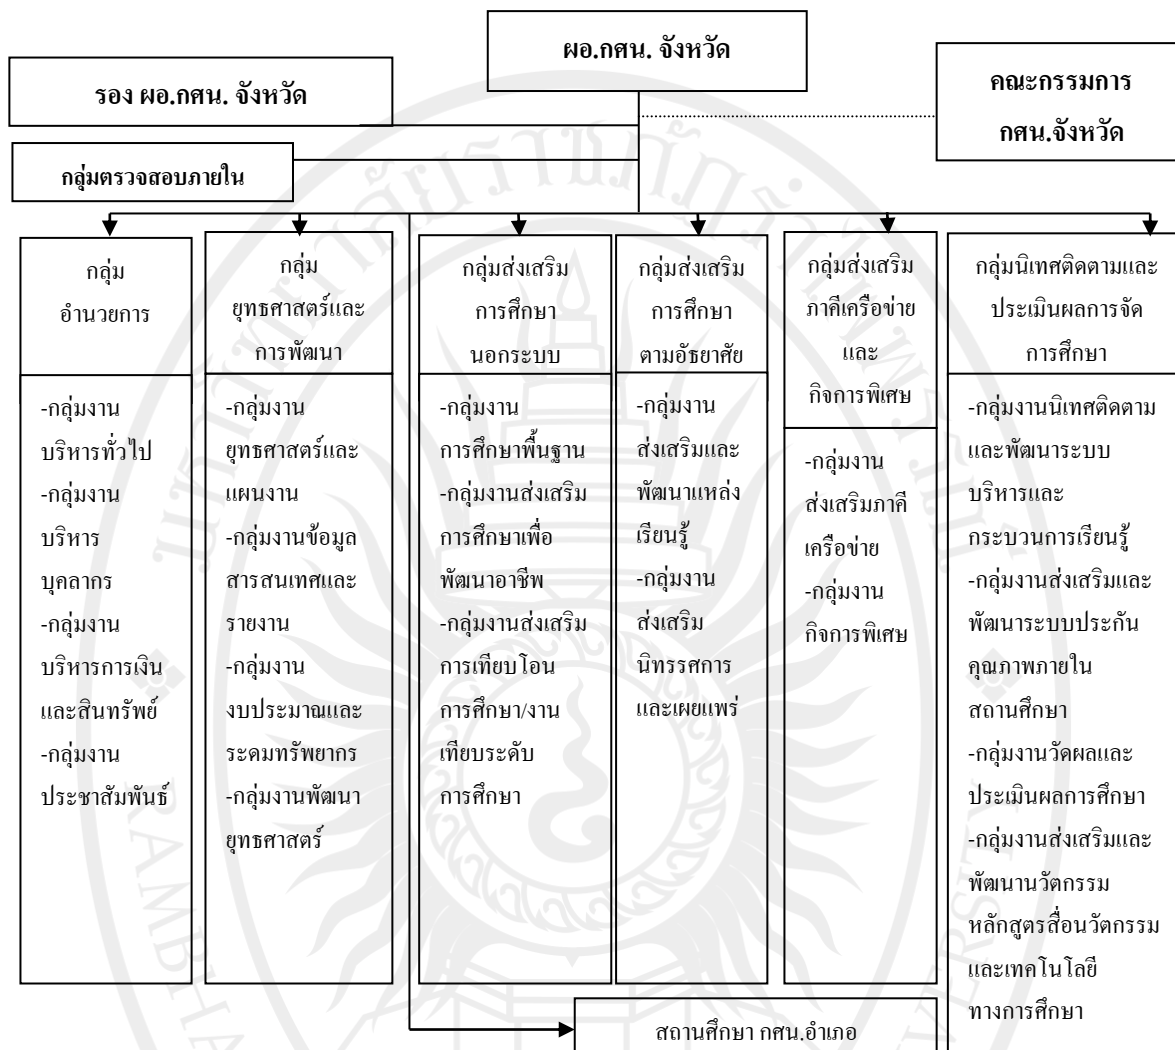 ผอ.กศน. จังหวัด
รอง ผอ.กศน. จังหวัด
คณะกรรมการ
กศน.จังหวัด
กลุ่มตรวจสอบภายใน
กลุ่ม
อำนวยการ
-กลุ่มงาน
บริหารทั่วไป
-กลุ่มงาน
บริหาร
บุคลากร
-กลุ่มงาน
บริหารการเงิน
และสินทรัพย์
-กลุ่มงาน
ประชาสัมพันธ์
กลุ่ม
ยุทธศาสตร์และ
การพัฒนา
-กลุ่มงาน
ยุทธศาสตร์และ
แผนงาน
-กลุ่มงานข้อมูล
สารสนเทศและ
รายงาน
-กลุ่มงาน
งบประมาณและ
ระดมทรัพยากร
-กลุ่มงานพัฒนา
ยุทธศาสตร์
กลุ่มส่งเสริม
การศึกษา
นอกระบบ
-กลุ่มงาน
การศึกษาพื้นฐาน
-กลุ่มงานส่งเสริม
การศึกษาเพื่อ
พัฒนาอาชีพ
-กลุ่มงานส่งเสริม
การเทียบโอน
การศึกษา/งาน
เทียบระดับ
การศึกษา
กลุ่มส่งเสริม
การศึกษา
ตามอัธยาศัย
-กลุ่มงาน
ส่งเสริมและ
พัฒนาแหล่ง
เรียนรู้
-กลุ่มงาน
ส่งเสริม
นิทรรศการ
และเผยแพร่
กลุ่มส่งเสริม
ภาคีเครือข่าย
และ
กิจการพิเศษ
-กลุ่มงาน
ส่งเสริมภาคี
เครือข่าย
-กลุ่มงาน
กิจการพิเศษ
กลุ่มนิเทศติดตามและ
ประเมินผลการจัด
การศึกษา
-กลุ่มงานนิเทศติดตาม
และพัฒนาระบบ
บริหารและ
กระบวนการเรียนรู้
-กลุ่มงานส่งเสริมและ
พัฒนาระบบประกัน
คุณภาพภายใน
สถานศึกษา
-กลุ่มงานวัดผลและ
ประเมินผลการศึกษา
-กลุ่มงานส่งเสริมและ
พัฒนานวัตกรรม
หลักสูตรสื่อนวัตกรรม
และเทคโนโลยี
ทางการศึกษา
สถานศึกษา กศน.อำเภอ